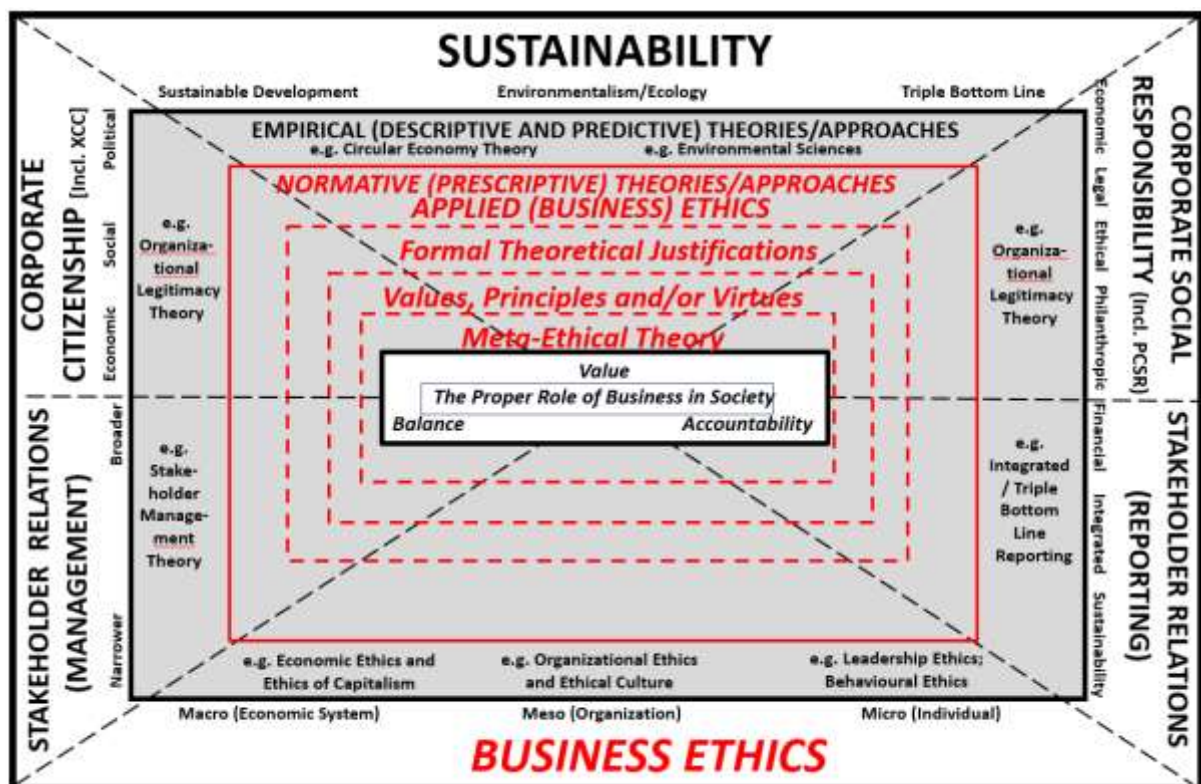 SUSTAINABILITY
Sustainable Development
Environmentalism/Ecology
Triple Bottom Line
CORPORATE
CITIZENSHIP [Incl. XCC]
Political
Social
Economic
EMPIRICAL (DESCRIPTIVE AND PREDICTIVE) THEORIES/APPROACHES
e.g. Circular Economy Theory
e.g. Environmental Sciences
NORMATIVE (PRESCRIPTIVE) THEORIES/APPROACHES
APPLIED (BUSINESS) ETHICS
Formal Theoretical Justifications
Values, Principles and/or Virtues
Meta-Ethical Theory
Value
The Proper Role of Business in Society
Balance
Accountability
e.g.
Organiza-
tional
Legitimacy
Theory
e.g.
Organiza-
tional
Legitimacy
Theory
Economic
Legal
Ethical
Philanthropic
CORPORATE SOCIAL
RESPONSIBILITY (Incl. PCSR)
STAKEHOLDER RELATIONS
(MANAGEMENT)
Broader
Narrower
e.g.
Stake-
holder
Manage-
ment
Theory
e.g.
Integrated
/ Triple
Bottom
Line
Reporting
Financial
Integrated
Sustainability
STAKEHOLDER RELATIONS
(REPORTING)
e.g. Economic Ethics and
Ethics of Capitalism
e.g. Organizational Ethics
and Ethical Culture
e.g. Leadership Ethics;
Behavioural Ethics
Macro (Economic System)
Meso (Organization)
Micro (Individual)
BUSINESS ETHICS